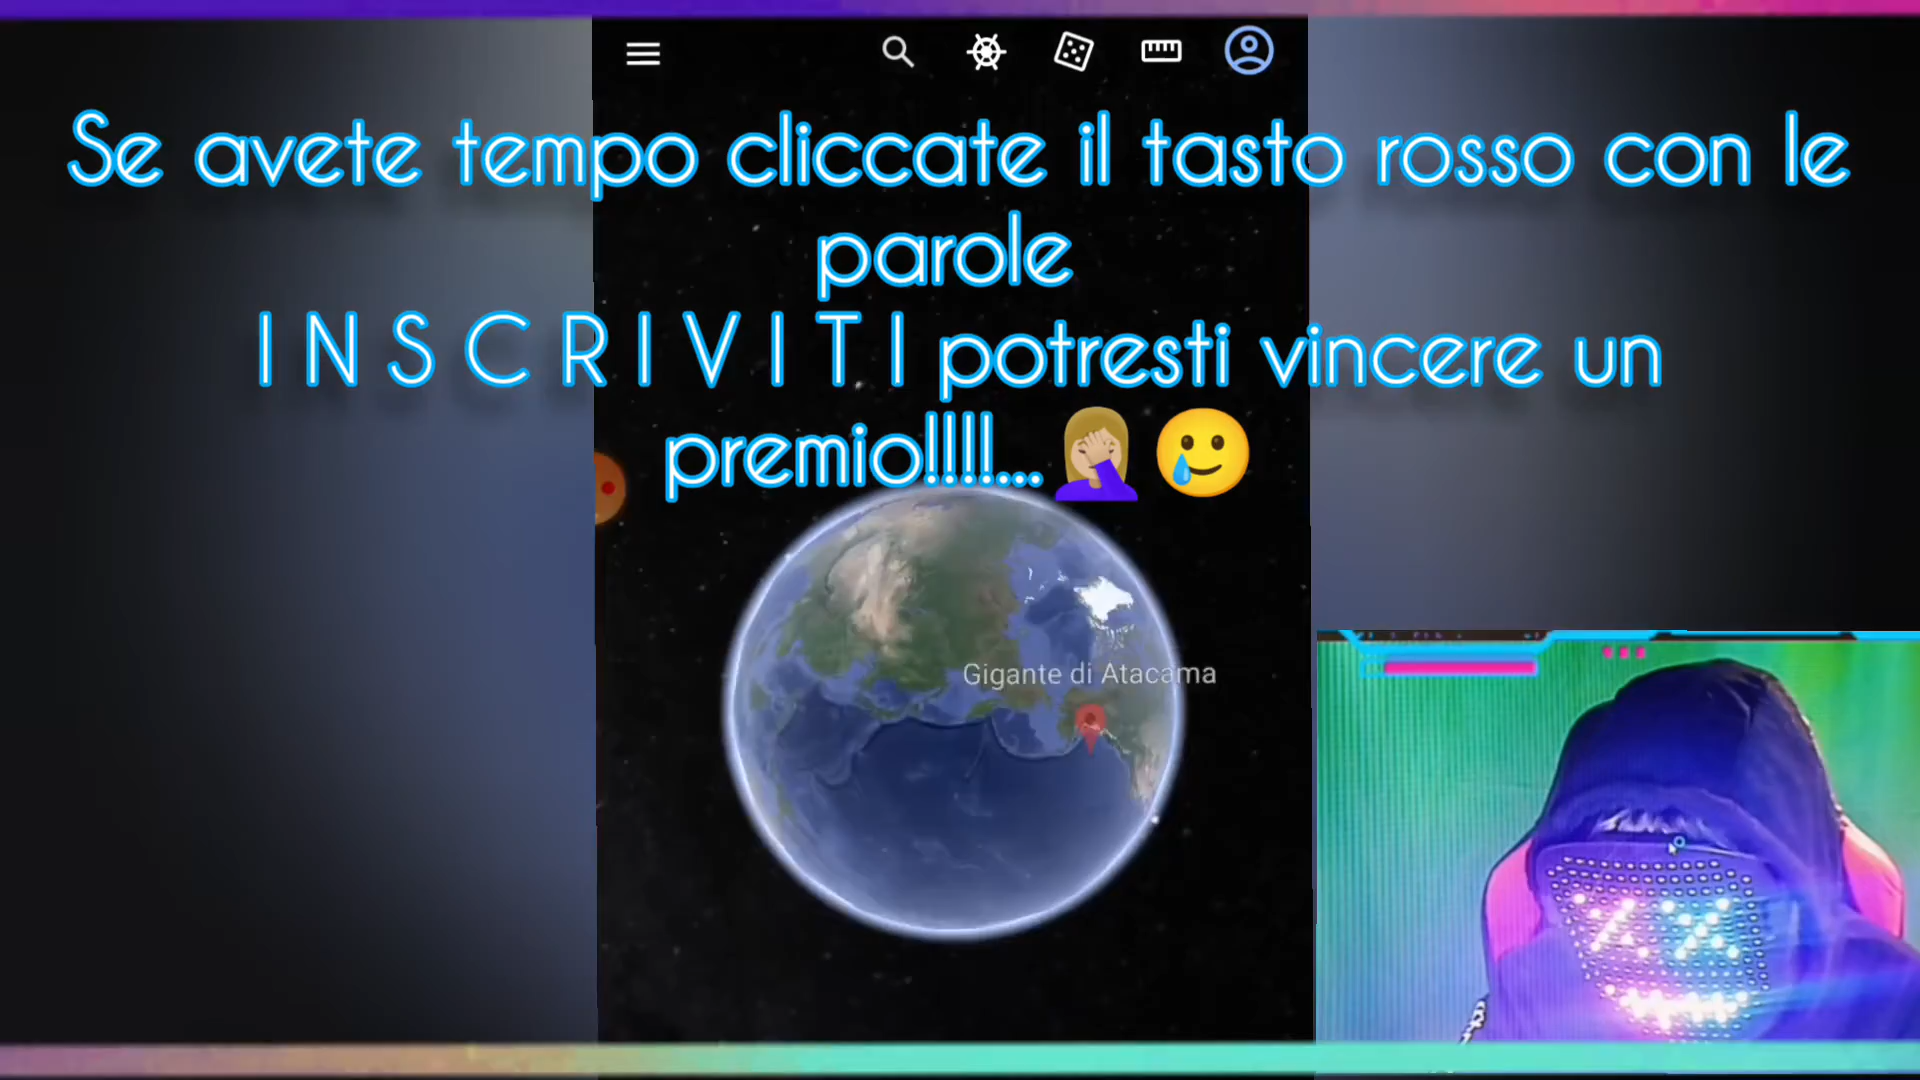 Se avete tempo cliccate il tasto rosso con le
parole
I N S C R I V I T I potresti vincere un
premio!!!!...
Gigante di Atacama